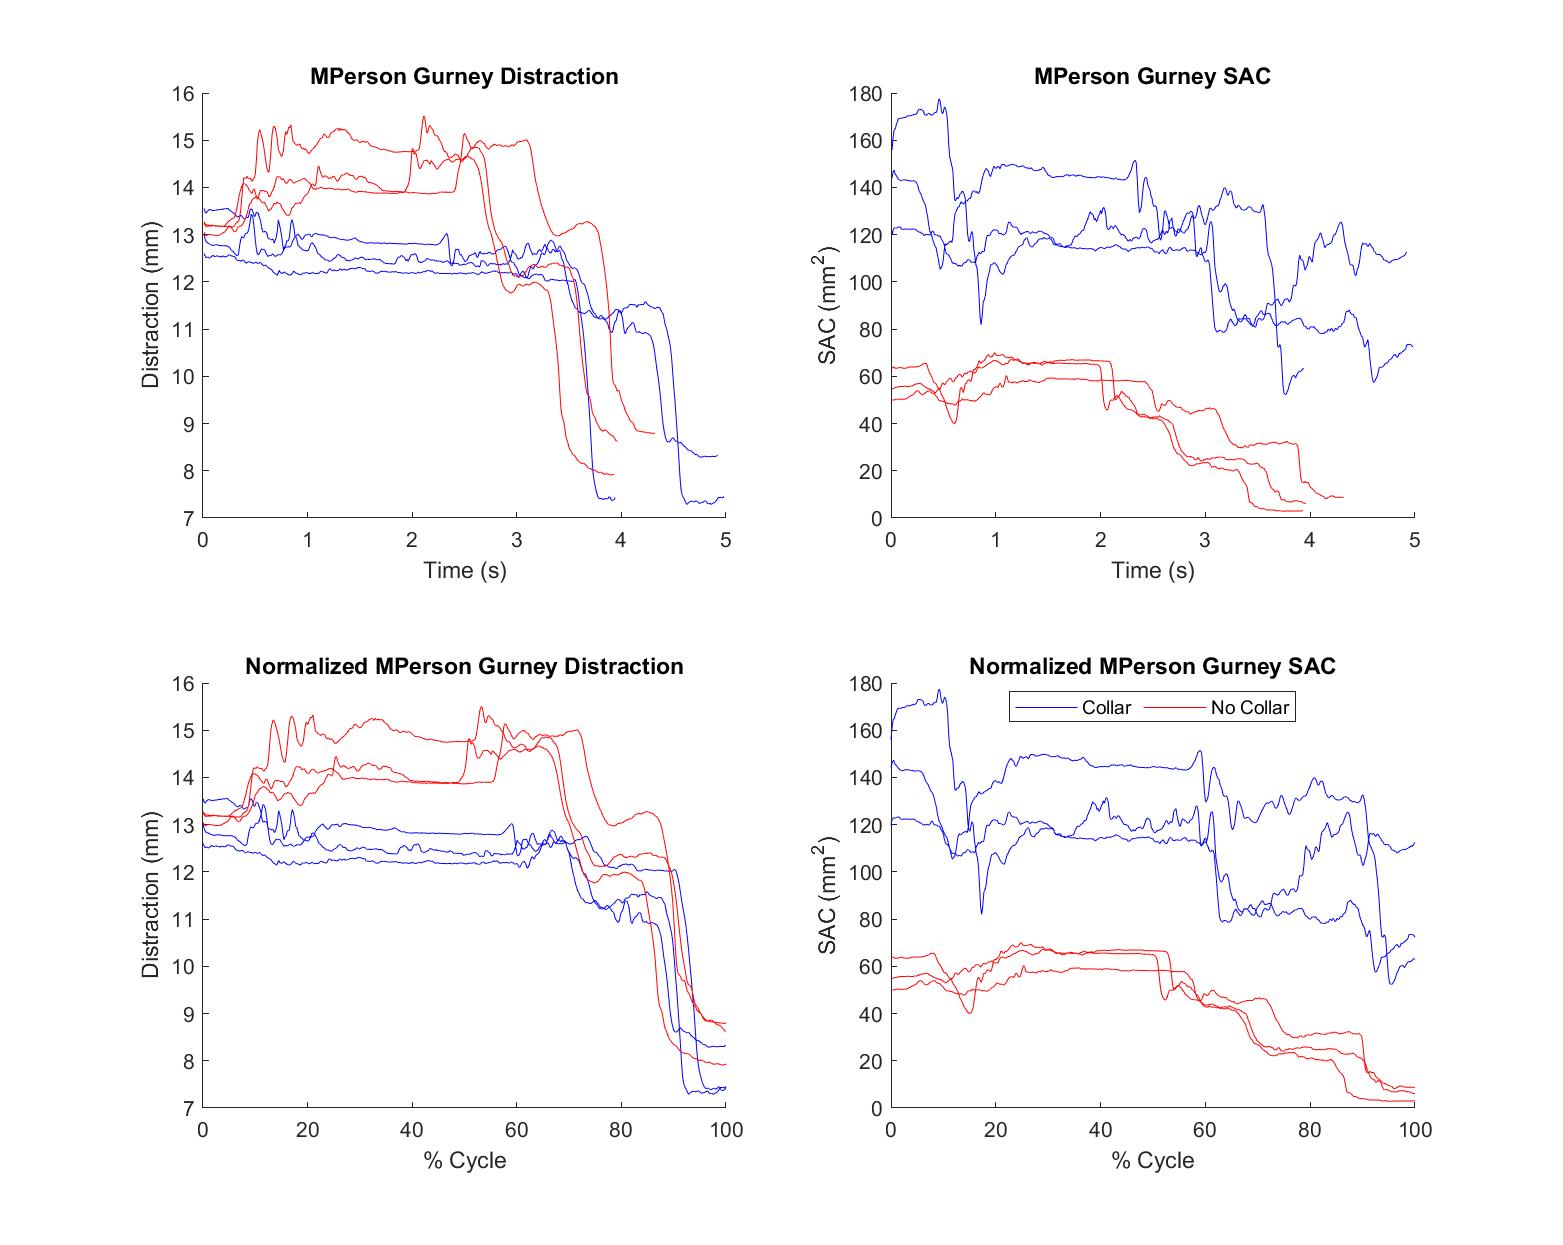 MPerson Gurney Distraction
16
15
14
13
12
11
10
9
8
7
Distraction (mm)
0 1 2 3 4 5
Time (s)
MPerson Gurney SAC
180
160
140
120
100
80
60
40
20
0
SAC (mm²)
0 1 2 3 4 5
Time (s)
Normalized MPerson Gurney Distraction
16
15
14
13
12
11
10
9
8
7
Distraction (mm)
0 20 40 60 80 100
% Cycle
Normalized MPerson Gurney SAC
Collar No Collar
180
160
140
120
100
80
60
40
20
0
SAC (mm²)
0 20 40 60 80 100
% Cycle